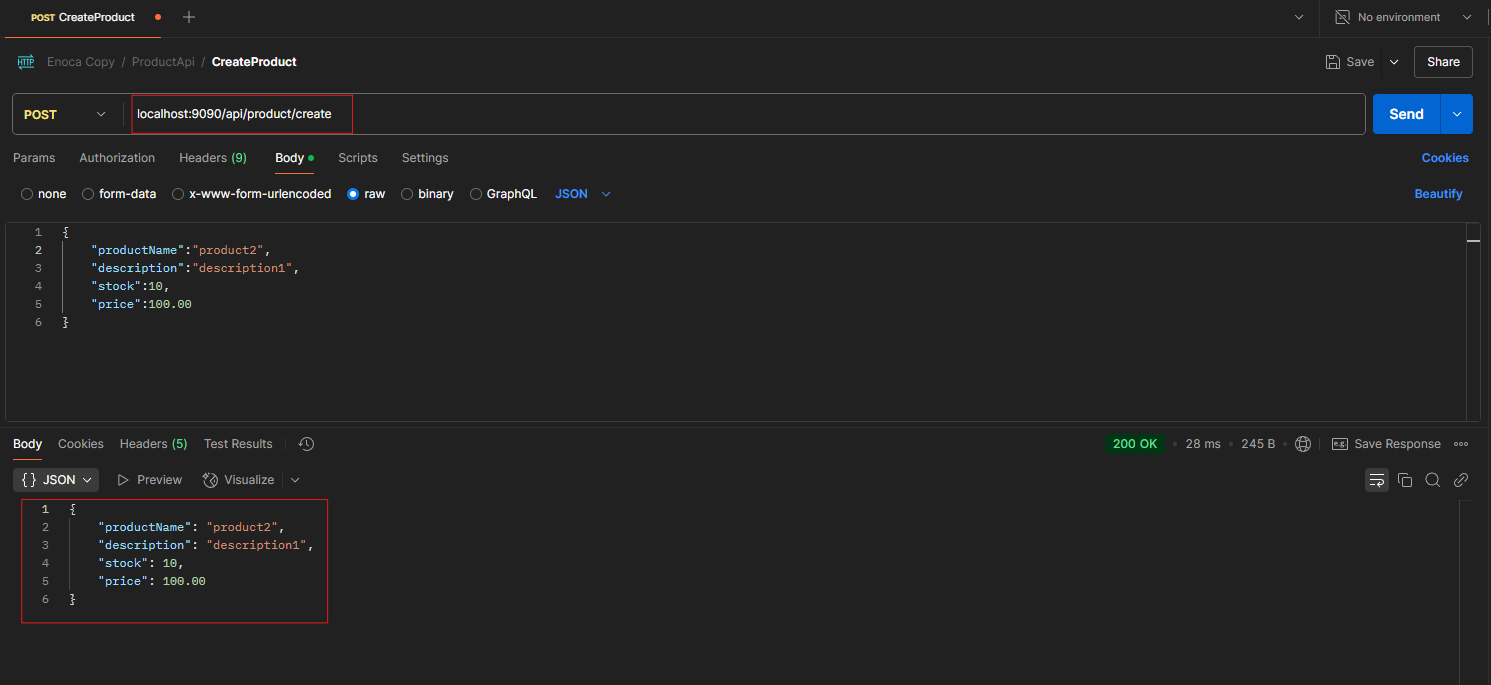 POST CreateProduct
No environment
HTTP Enoca Copy / ProductApi / CreateProduct
Save Share
POST localhost:9090/api/product/create Send
Params Authorization Headers (9) Body Scripts Settings Cookies
none form-data x-www-form-urlencoded raw binary GraphQL JSON Beautify
1 {
2 "productName":"product2",
3 "description":"description1",
4 "stock":10,
5 "price":100.00
6 }
Body Cookies Headers (5) Test Results 200 OK • 28 ms • 245 B • e.g. Save Response
{} JSON Preview Visualize
1 {
2 "productName": "product2",
3 "description": "description1",
4 "stock": 10,
5 "price": 100.00
6 }